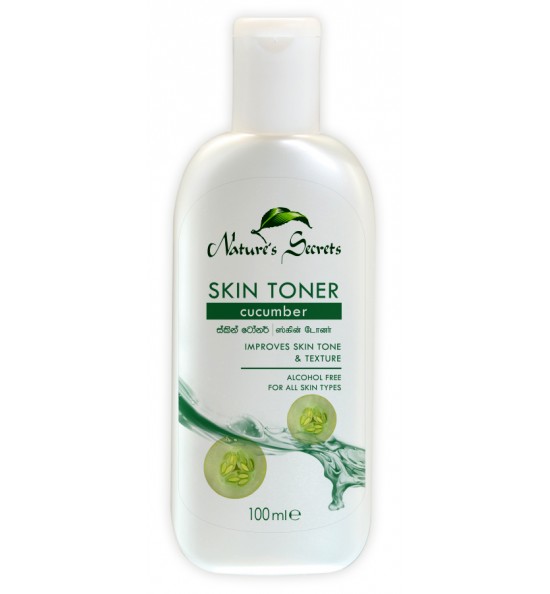 Nature's Secrets
SKIN TONER
cucumber
ස්කින් ටෝනර් | ஸ்கின் டோனர்
IMPROVES SKIN TONE
& TEXTURE
ALCOHOL FREE
FOR ALL SKIN TYPES
100ml℮